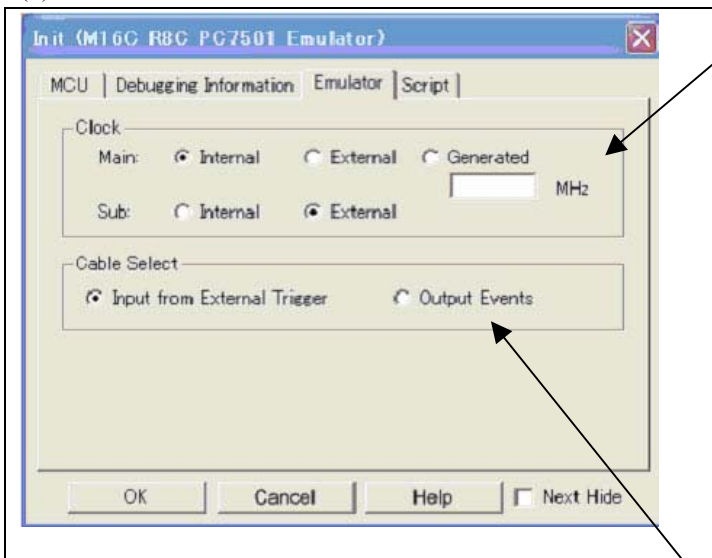 Init (M16C R8C PC7501 Emulator)
MCU Debugging Information Emulator Script
Clock
Main: Internal External Generated
MHz
Sub: Internal External
Cable Select
Input from External Trigger Output Events
OK Cancel Help Next Hide